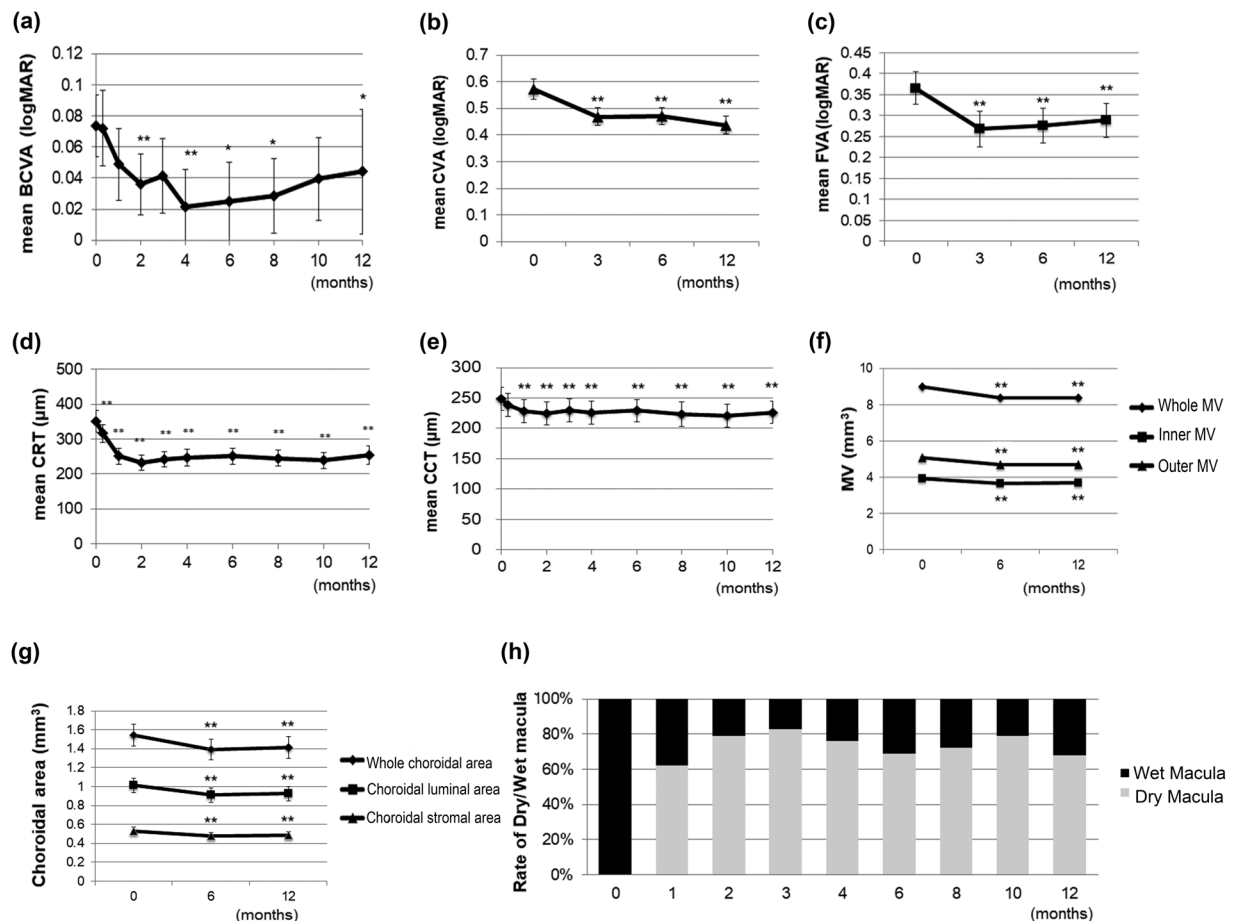 (a)
mean BCVA (logMAR)
0.12
0.1
0.08
0.06
0.04
0.02
0
** ** * * *
0 2 4 6 8 10 12
(months)
(b)
mean CVA (logMAR)
0.7
0.6
0.5
0.4
0.3
0.2
0.1
0
** ** **
0 3 6 12
(months)
(c)
mean FVA (logMAR)
0.45
0.4
0.35
0.3
0.25
0.2
0.15
0.1
0.05
0
** ** **
0 3 6 12
(months)
(d)
mean CRT (μm)
500
400
300
200
100
0
** ** ** ** ** ** ** ** **
0 2 4 6 8 10 12
(months)
(e)
mean CCT (μm)
300
250
200
150
100
50
0
** ** ** ** ** ** ** **
0 2 4 6 8 10 12
(months)
(f)
MV (mm³)
10
8
6
4
2
0
** **
** **
** **
0 6 12
(months)
Whole MV
Inner MV
Outer MV
(g)
Choroidal area (mm³)
1.8
1.6
1.4
1.2
1
0.8
0.6
0.4
0.2
0
** **
** **
** **
0 6 12
(months)
Whole choroidal area
Choroidal luminal area
Choroidal stromal area
(h)
Rate of Dry/Wet macula
100%
80%
60%
40%
20%
0%
0 1 2 3 4 6 8 10 12
(months)
Wet Macula
Dry Macula